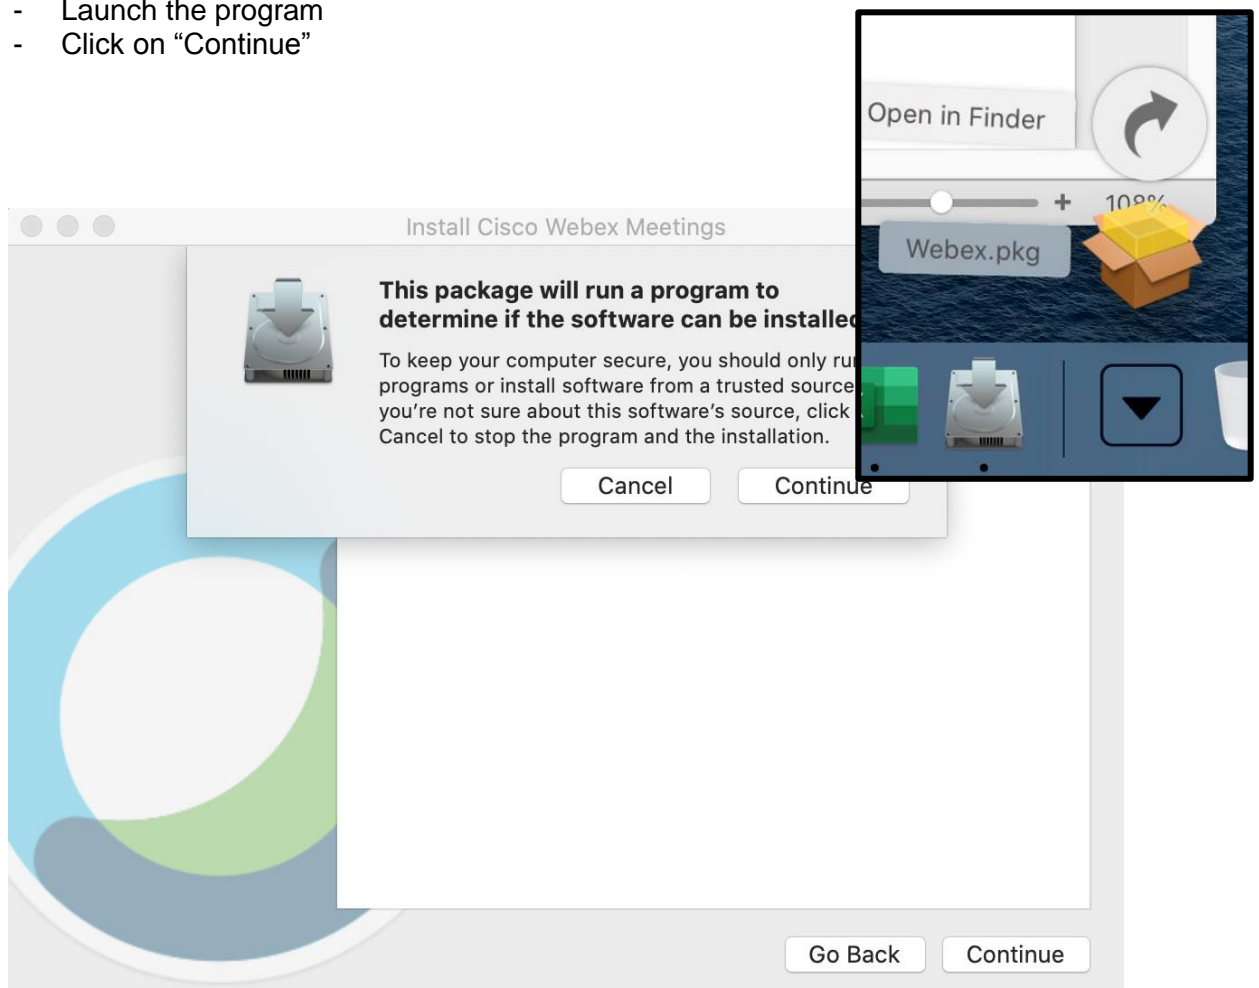 - Launch the program
- Click on “Continue”
Open in Finder
108%
Webex.pkg
Install Cisco Webex Meetings
This package will run a program to
determine if the software can be installed
To keep your computer secure, you should only run
programs or install software from a trusted source
you’re not sure about this software’s source, click
Cancel to stop the program and the installation.
Cancel
Continue
Go Back
Continue